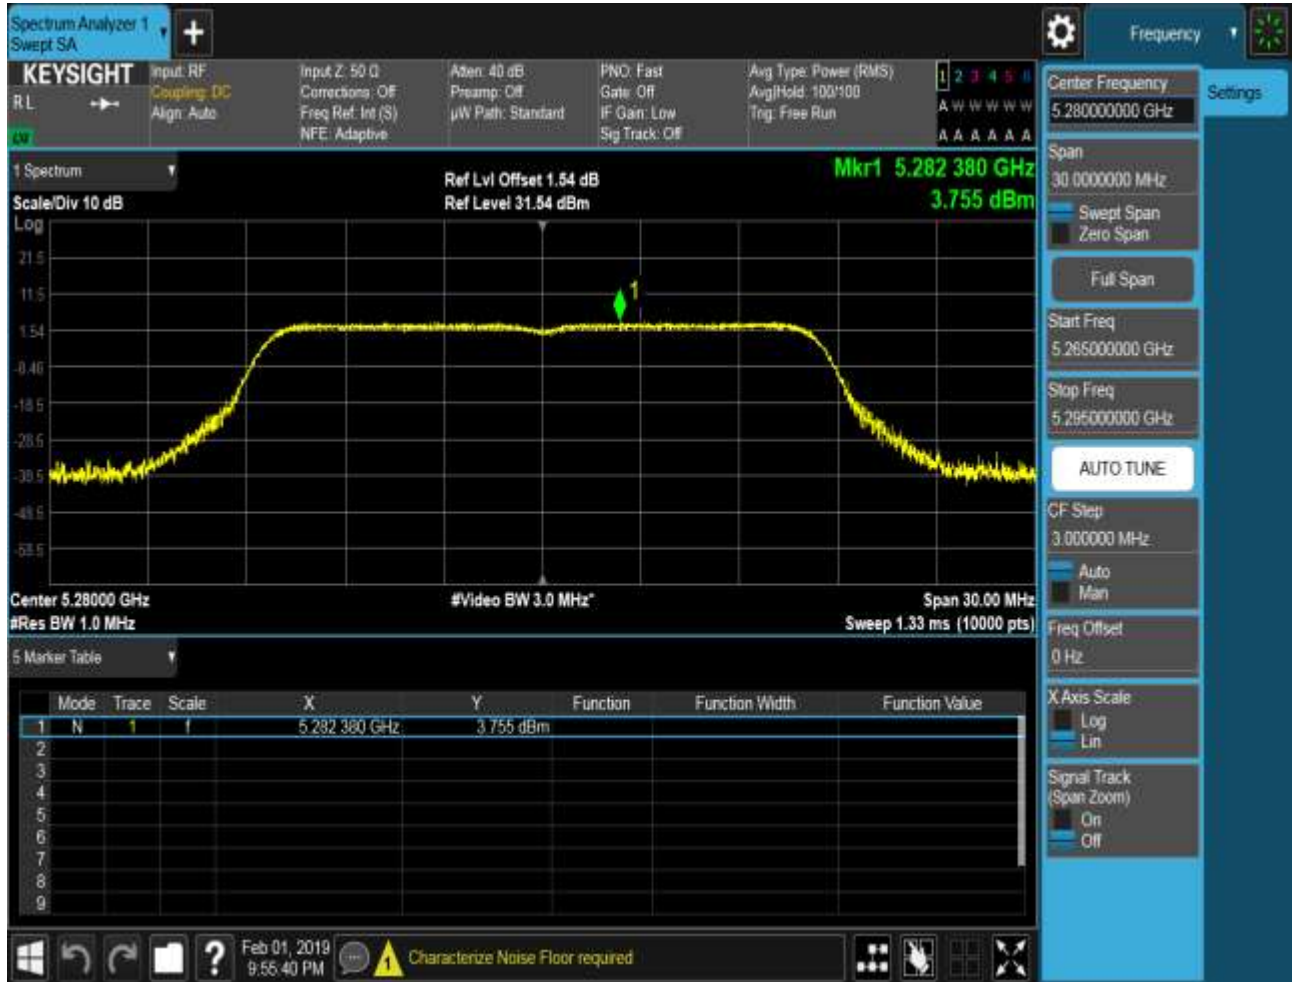 Spectrum Analyzer 1
Swept SA
Frequency
KEYSIGHT
R L
Input: RF
Coupling: DC
Align: Auto
Input Z: 50 Ω
Corrections: Off
Freq Ref: Int (S)
NFE: Adaptive
Atten: 40 dB
Preamp: Off
µW Path: Standard
PNO: Fast
Gate: Off
IF Gain: Low
Sig Track: Off
Avg Type: Power (RMS)
Avg|Hold: 100/100
Trig: Free Run
1 2 3 4 5 6
A W W W W W
A A A A A A
1 Spectrum
Scale/Div 10 dB
Log
Ref Lvl Offset 1.54 dB
Ref Level 31.54 dBm
Mkr1 5.282 380 GHz
3.755 dBm
21.5
11.5
1.54
-8.46
-18.5
-28.5
-38.5
-48.5
-58.5
1
Center 5.28000 GHz
#Res BW 1.0 MHz
#Video BW 3.0 MHz*
Span 30.00 MHz
Sweep 1.33 ms (10000 pts)
5 Marker Table
Mode Trace Scale X Y Function Function Width Function Value
1 N 1 f 5.282 380 GHz 3.755 dBm
2
3
4
5
6
7
8
9
Settings
Center Frequency
5.280000000 GHz
Span
30.0000000 MHz
Swept Span
Zero Span
Full Span
Start Freq
5.265000000 GHz
Stop Freq
5.295000000 GHz
AUTO TUNE
CF Step
3.000000 MHz
Auto
Man
Freq Offset
0 Hz
X Axis Scale
Log
Lin
Signal Track
(Span Zoom)
On
Off
?
Feb 01, 2019
9:55:40 PM
1
Characterize Noise Floor required